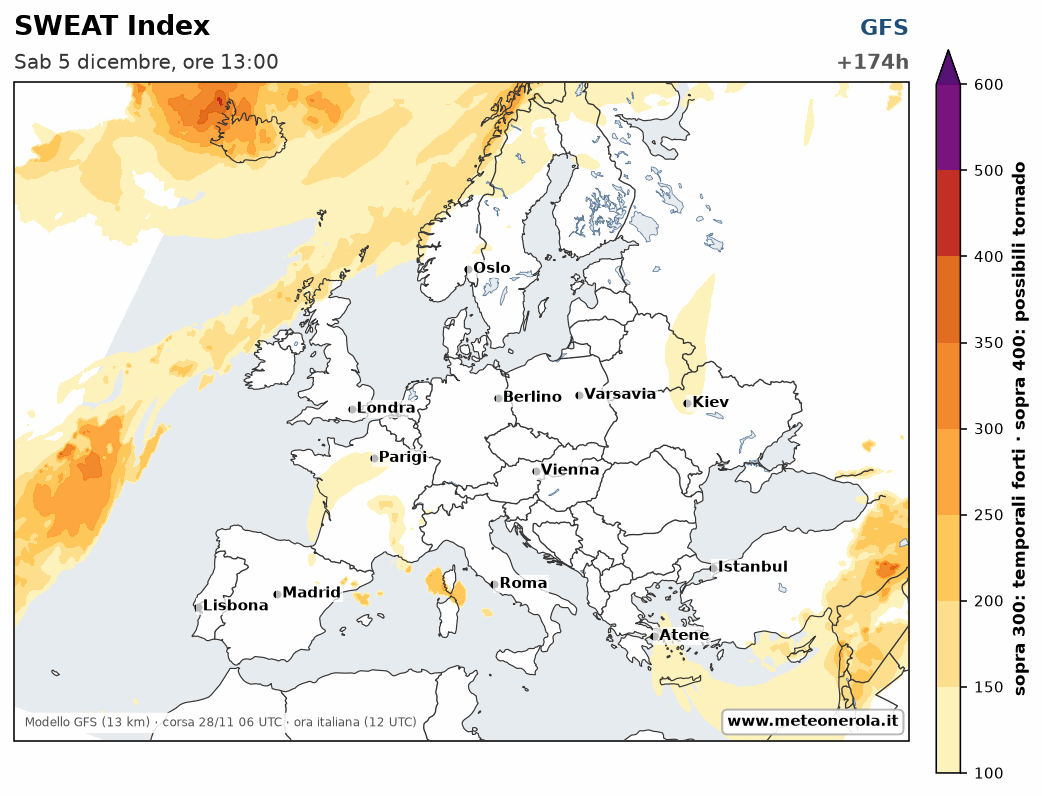 SWEAT Index
GFS
Sab 5 dicembre, ore 13:00
+174h
600
500
400
350
300
250
200
150
100
sopra 300: temporali forti · sopra 400: possibili tornado
Oslo
Berlino
Varsavia
Kiev
Londra
Parigi
Vienna
Istanbul
Roma
Madrid
Lisbona
Atene
Modello GFS (13 km) · corsa 28/11 06 UTC · ora italiana (12 UTC)
www.meteonerola.it